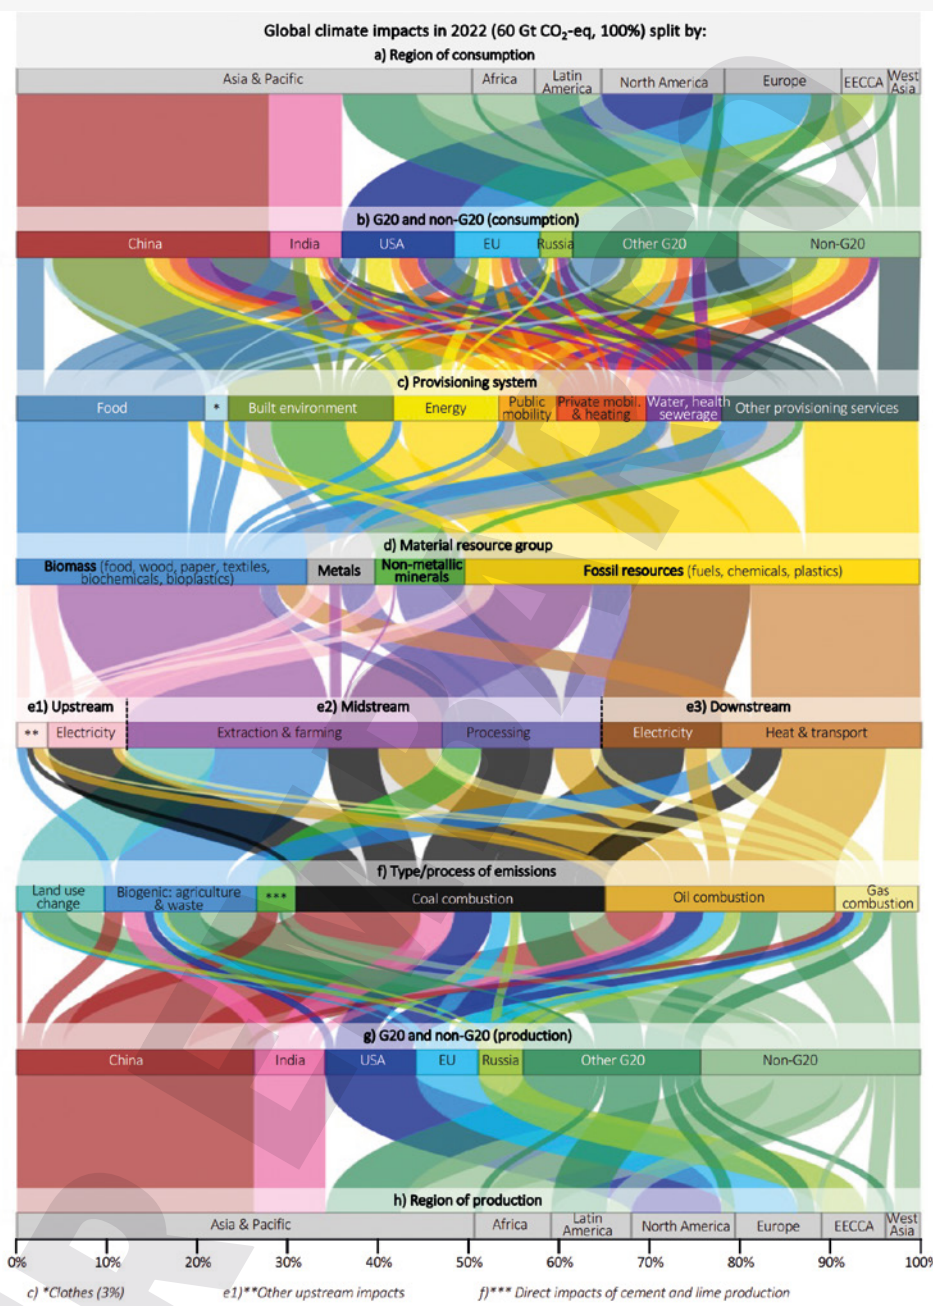 Global climate impacts in 2022 (60 Gt CO₂-eq, 100%) split by:
a) Region of consumption
Asia & Pacific
Africa
Latin
America
North America
Europe
EECCA
West
Asia
b) G20 and non-G20 (consumption)
China
India
USA
EU
Russia
Other G20
Non-G20
c) Provisioning system
Food
*
Built environment
Energy
Public
mobility
Private mobil.
& heating
Water, health
sewerage
Other provisioning services
d) Material resource group
Biomass (food, wood, paper, textiles,
biochemicals, bioplastics)
Metals
Non-metallic
minerals
Fossil resources (fuels, chemicals, plastics)
e1) Upstream
e2) Midstream
e3) Downstream
**
Electricity
Extraction & farming
Processing
Electricity
Heat & transport
f) Type/process of emissions
Land use
change
Biogenic: agriculture
& waste
***
Coal combustion
Oil combustion
Gas
combustion
g) G20 and non-G20 (production)
China
India
USA
EU
Russia
Other G20
Non-G20
h) Region of production
Asia & Pacific
Africa
Latin
America
North America
Europe
EECCA
West
Asia
0%
10%
20%
30%
40%
50%
60%
70%
80%
90%
100%
c) *Clothes (3%)
e1)**Other upstream impacts
f)*** Direct impacts of cement and lime production